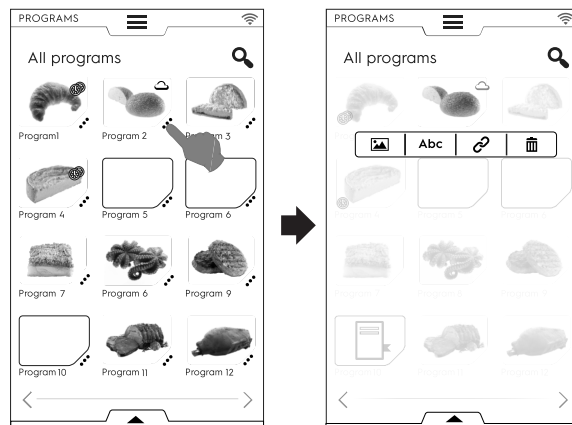 PROGRAMS
All programs
Program1 Program 2 3
Program 4 Program 5 Program 6
Program 7 Program 6 Program 9
Program 10 Program 11 Program 12
PROGRAMS
All programs
Abc